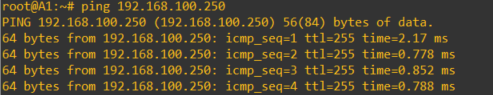 root@A1:~# ping 192.168.100.250
PING 192.168.100.250 (192.168.100.250) 56(84) bytes of data.
64 bytes from 192.168.100.250: icmp_seq=1 ttl=255 time=2.17 ms
64 bytes from 192.168.100.250: icmp_seq=2 ttl=255 time=0.778 ms
64 bytes from 192.168.100.250: icmp_seq=3 ttl=255 time=0.852 ms
64 bytes from 192.168.100.250: icmp_seq=4 ttl=255 time=0.788 ms